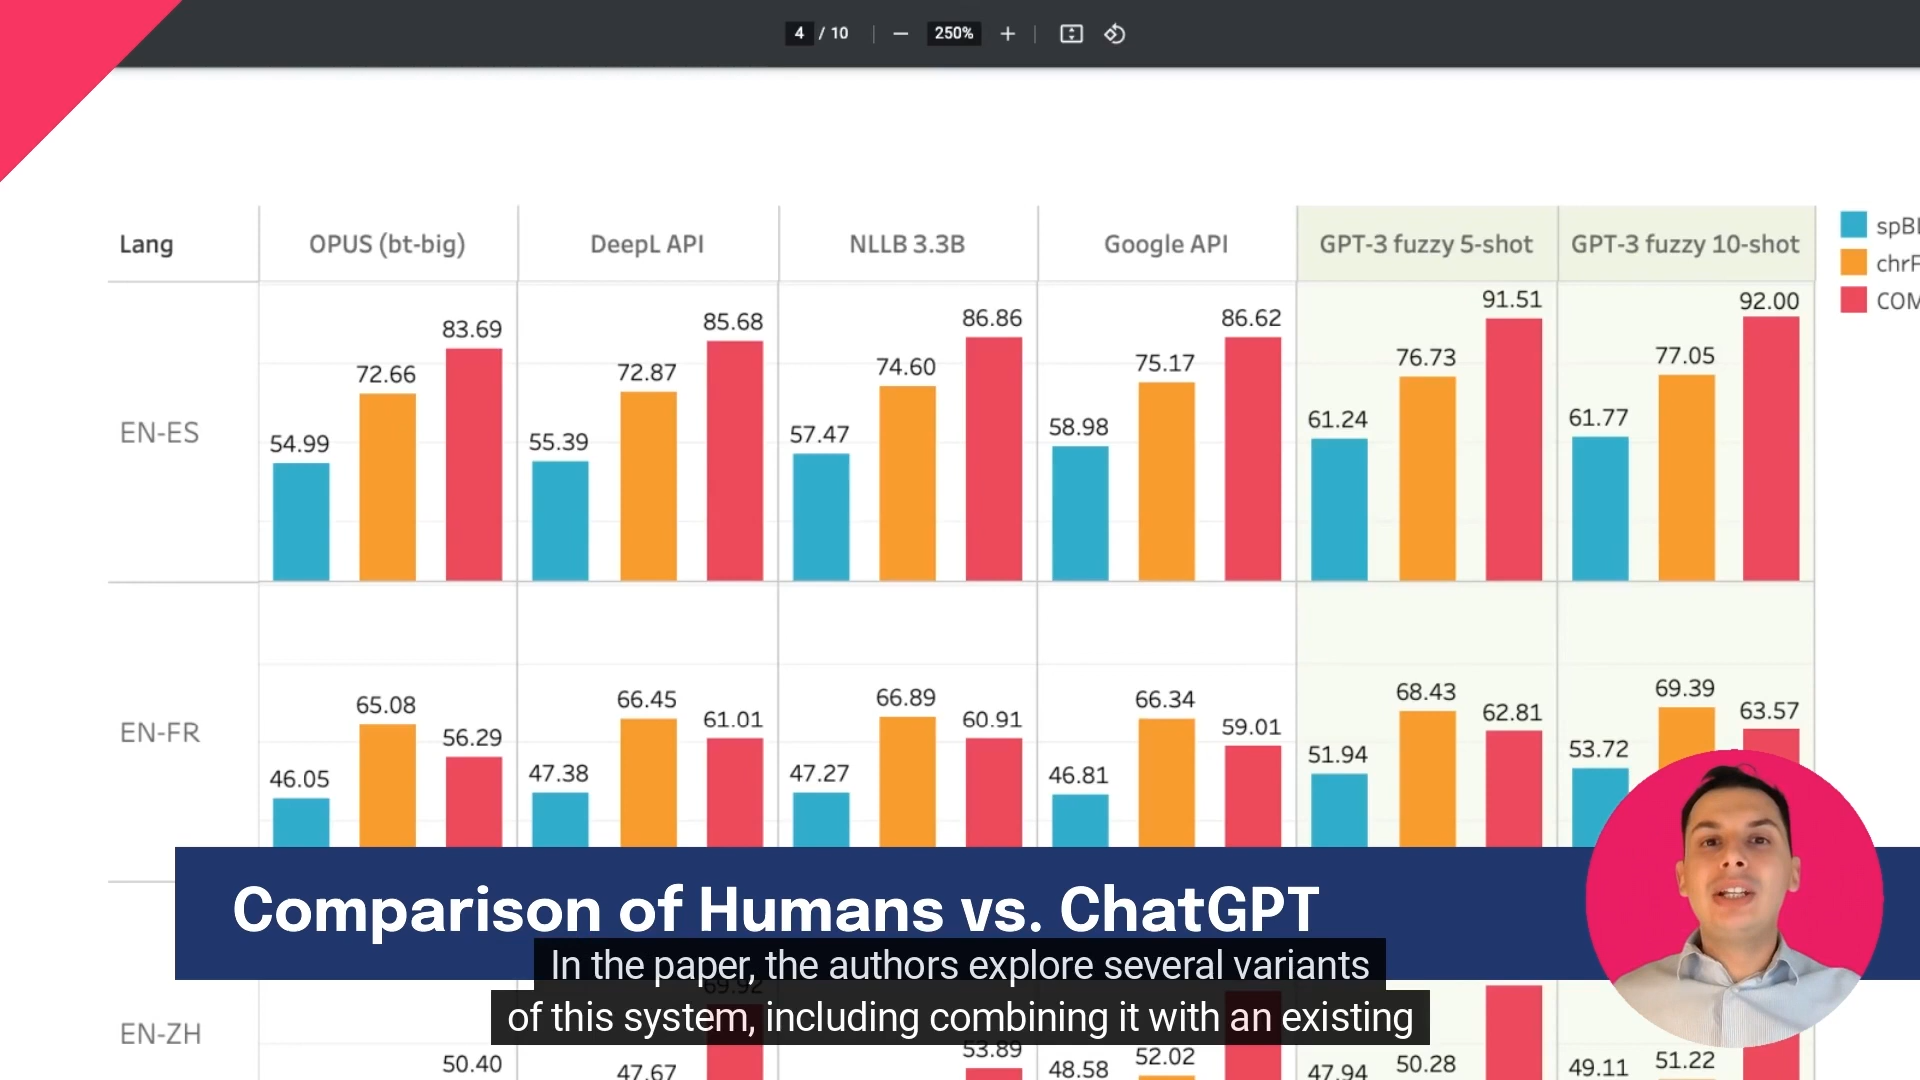 4 / 10 250%
Lang OPUS (bt-big) DeepL API NLLB 3.3B Google API GPT-3 fuzzy 5-shot GPT-3 fuzzy 10-shot
spBL
chrF
COM
EN-ES
54.99 72.66 83.69
55.39 72.87 85.68
57.47 74.60 86.86
58.98 75.17 86.62
61.24 76.73 91.51
61.77 77.05 92.00
EN-FR
46.05 65.08 56.29
47.38 66.45 61.01
47.27 66.89 60.91
46.81 66.34 59.01
51.94 68.43 62.81
53.72 69.39 63.57
Comparison of Humans vs. ChatGPT
In the paper, the authors explore several variants
of this system, including combining it with an existing
EN-ZH
50.40
47.67 69.92
53.89
48.58 52.02
47.94 50.28
49.11 51.22